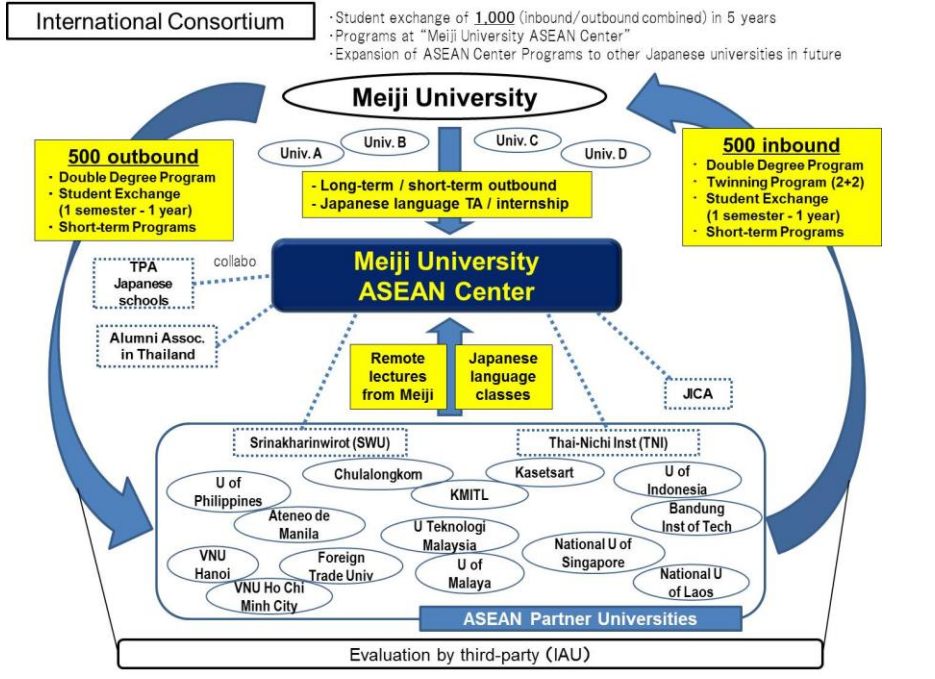 International Consortium
・Student exchange of 1,000 (inbound/outbound combined) in 5 years
・Programs at “Meiji University ASEAN Center”
・Expansion of ASEAN Center Programs to other Japanese universities in future
Meiji University
Univ. A
Univ. B
Univ. C
Univ. D
500 outbound
・ Double Degree Program
・ Student Exchange
(1 semester - 1 year)
・ Short-term Programs
- Long-term / short-term outbound
- Japanese language TA / internship
500 inbound
・ Double Degree Program
・ Twinning Program (2+2)
・ Student Exchange
(1 semester - 1 year)
・ Short-term Programs
TPA
Japanese
schools
collabo
Meiji University
ASEAN Center
Alumni Assoc.
in Thailand
Remote
lectures
from Meiji
Japanese
language
classes
JICA
Srinakharinwirot (SWU)
Thai-Nichi Inst (TNI)
U of
Philippines
Chulalongkorn
KMITL
Kasetsart
U of
Indonesia
Ateneo de
Manila
U Teknologi
Malaysia
Bandung
Inst of Tech
VNU
Hanoi
Foreign
Trade Univ
U of
Malaya
National U of
Singapore
VNU Ho Chi
Minh City
National U
of Laos
ASEAN Partner Universities
Evaluation by third-party (IAU)